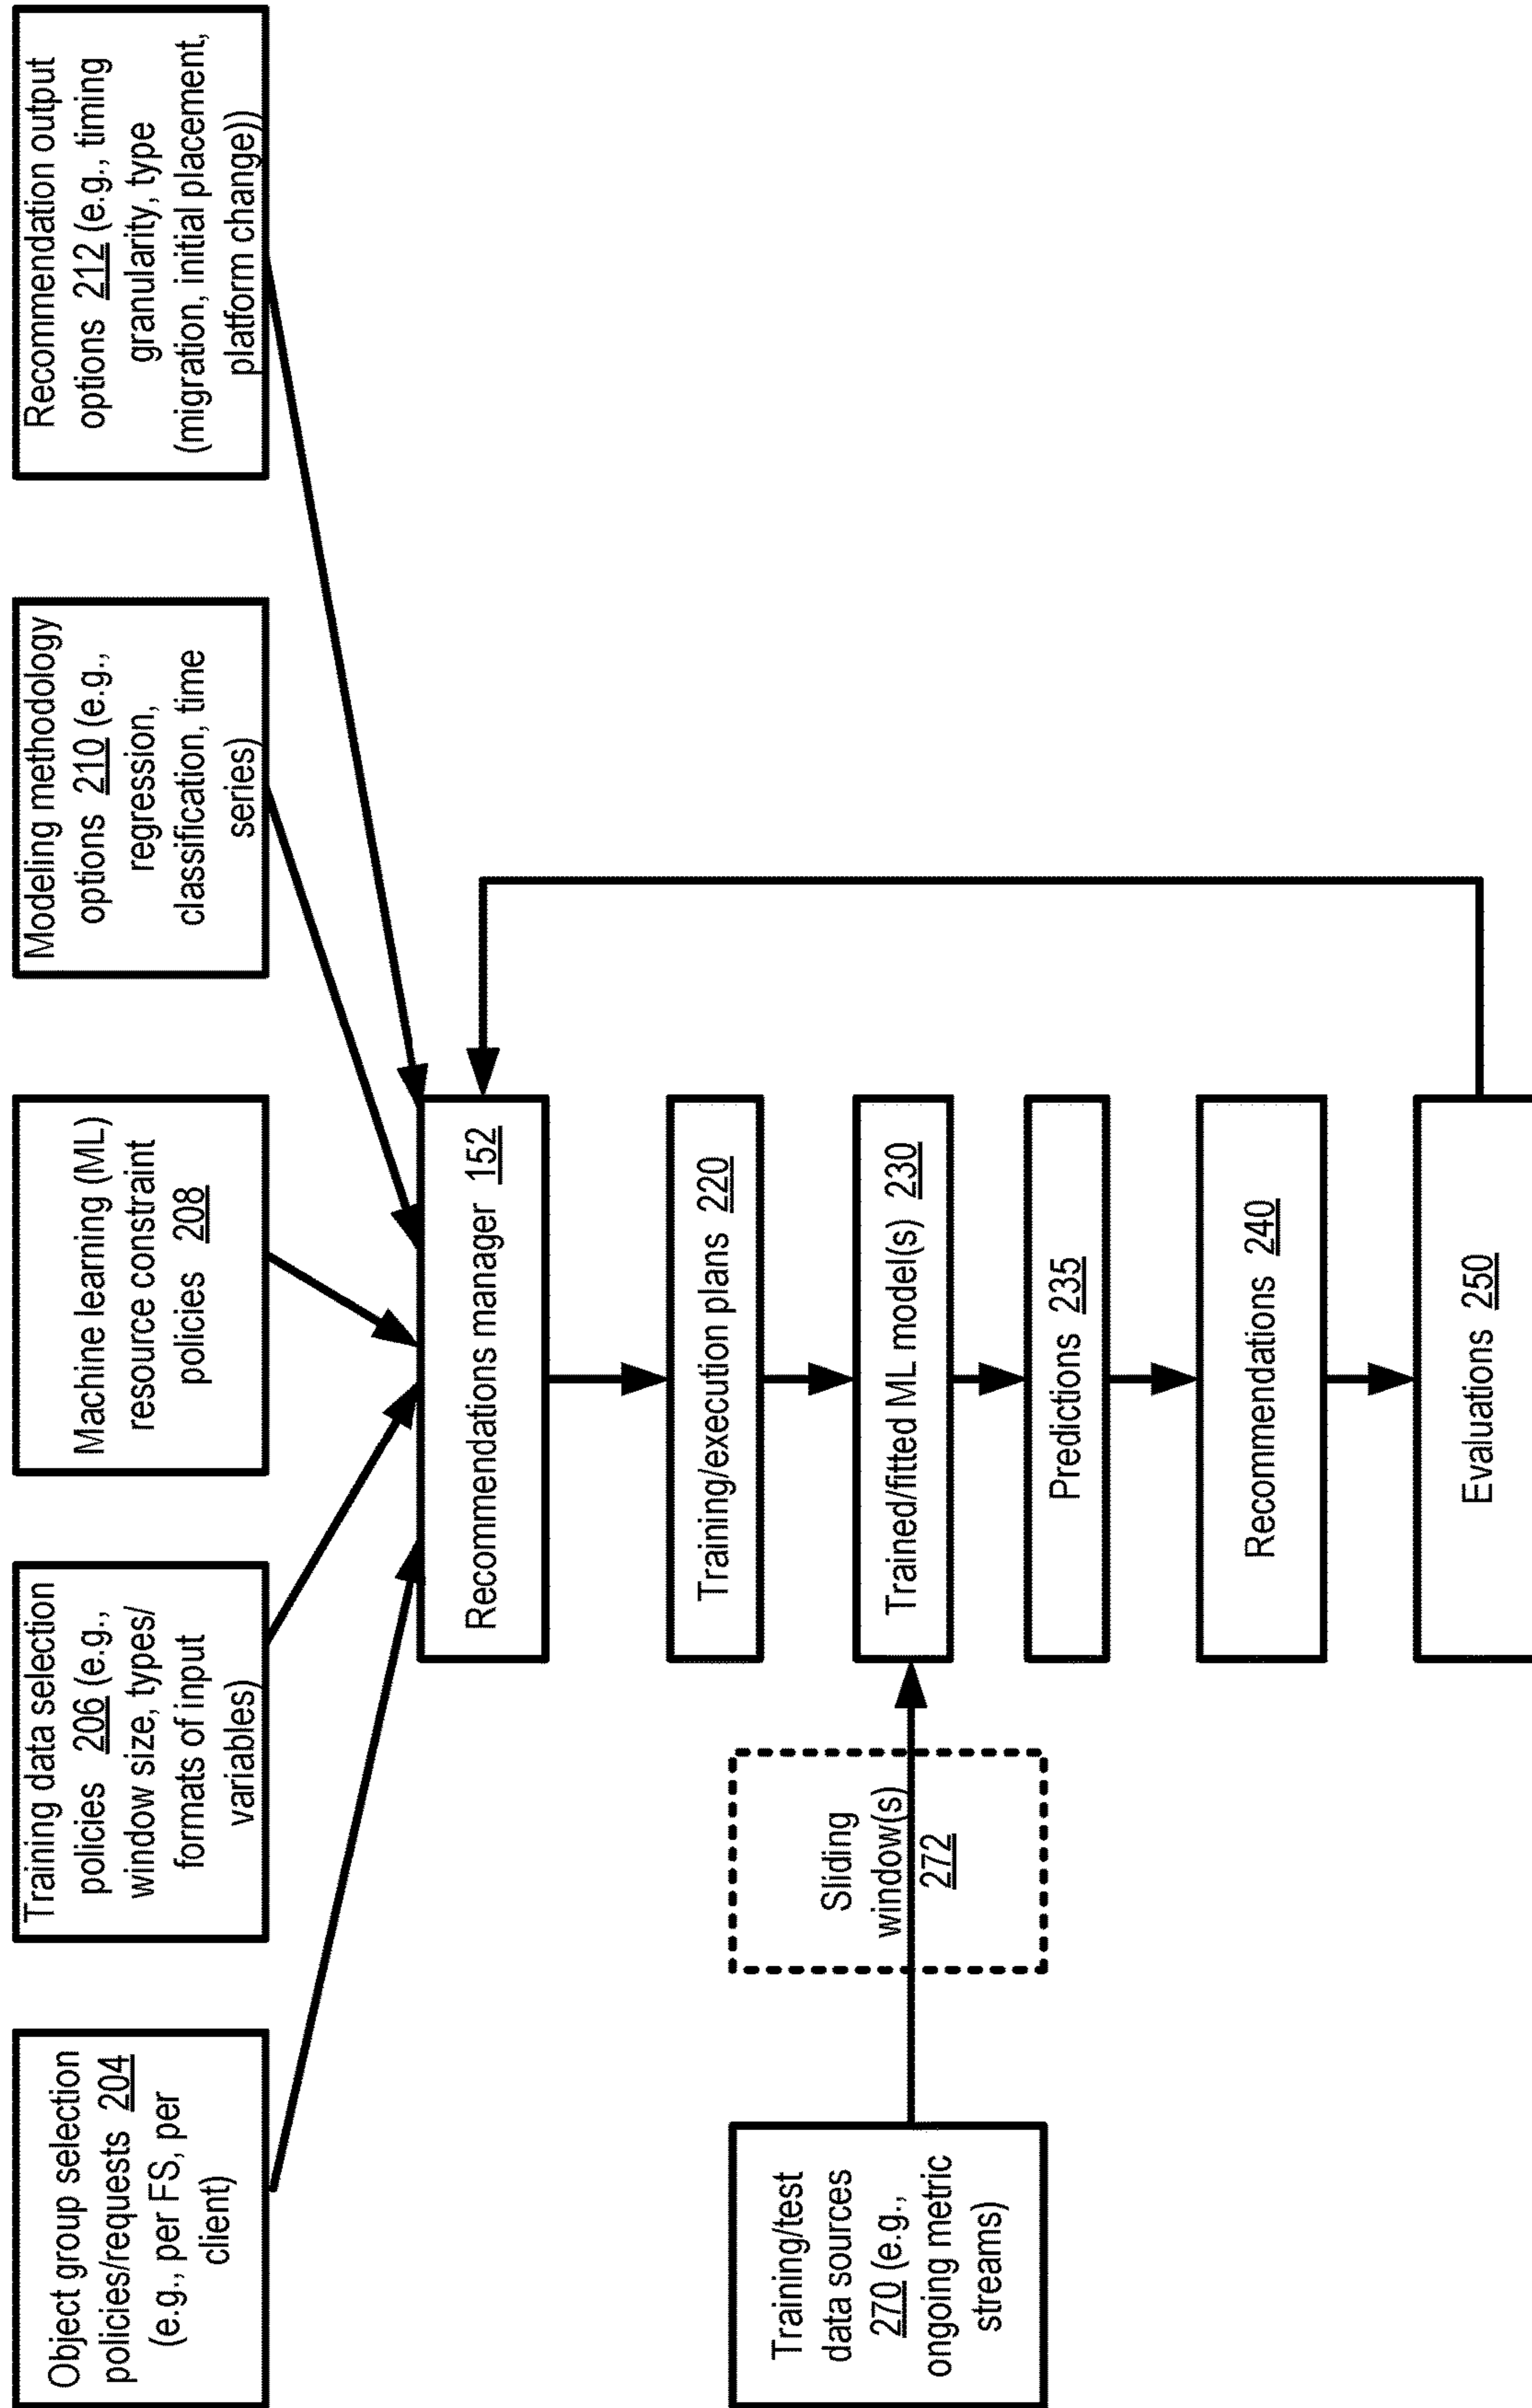 Object group selection
policies/requests 204
(e.g., per FS, per
client)
Training data selection
policies 206 (e.g.,
window size, types/
formats of input
variables)
Machine learning (ML)
resource constraint
policies 208
Modeling methodology
options 210 (e.g.,
regression,
classification, time
series)
Recommendation output
options 212 (e.g., timing
granularity, type
(migration, initial placement,
platform change))
Recommendations manager 152
Training/execution plans 220
Training/test
data sources
270 (e.g.,
ongoing metric
streams)
Sliding
window(s)
272
Trained/fitted ML model(s) 230
Predictions 235
Recommendations 240
Evaluations 250